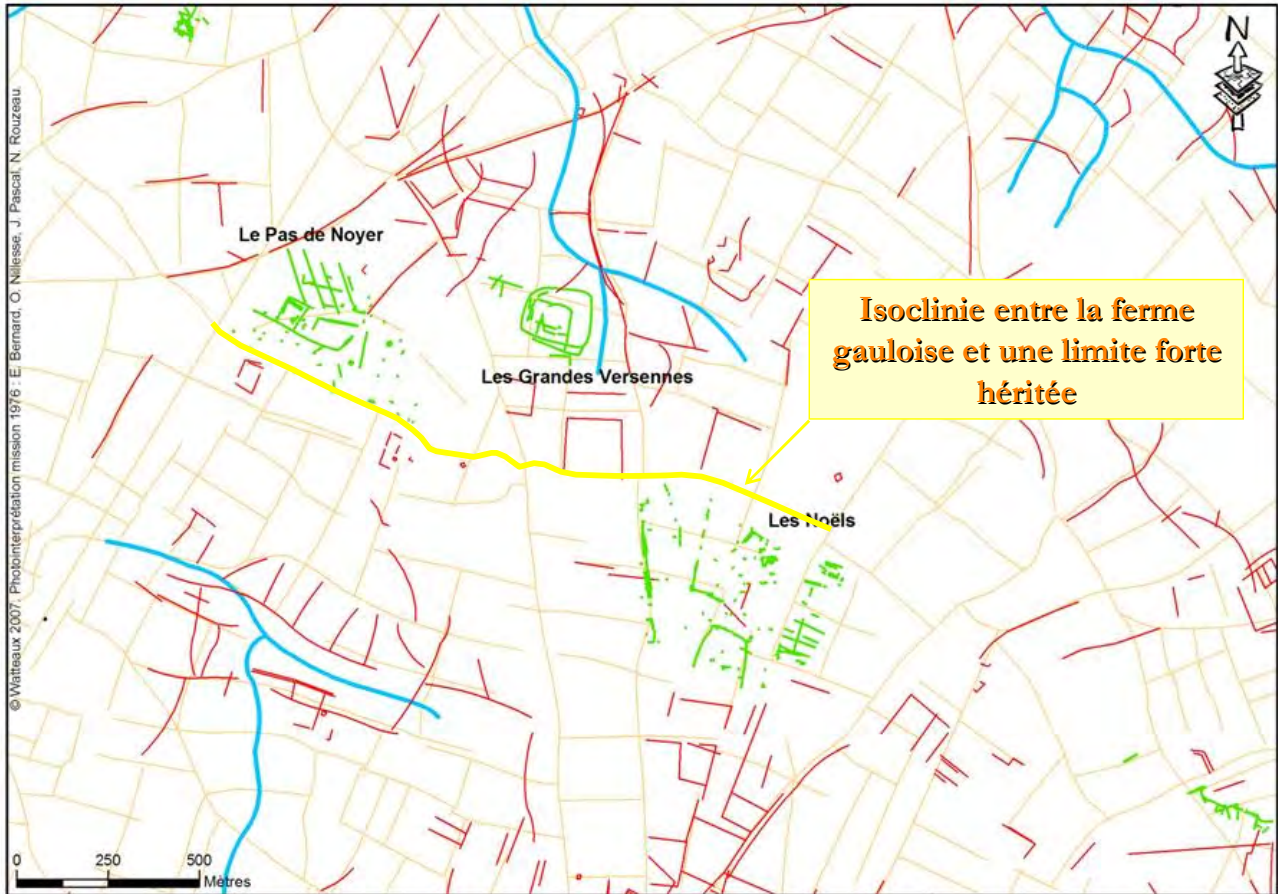 N
Le Pas de Noyer
Isoclinie entre la ferme
gauloise et une limite forte
héritée
Les Grandes Versennes
Les Noëls
© Watteaux 2007. Photointerprétation mission 1976 : E. Bernard, O. Nillesse, J. Pascal, N. Rouzeau.
0 250 500
Mètres